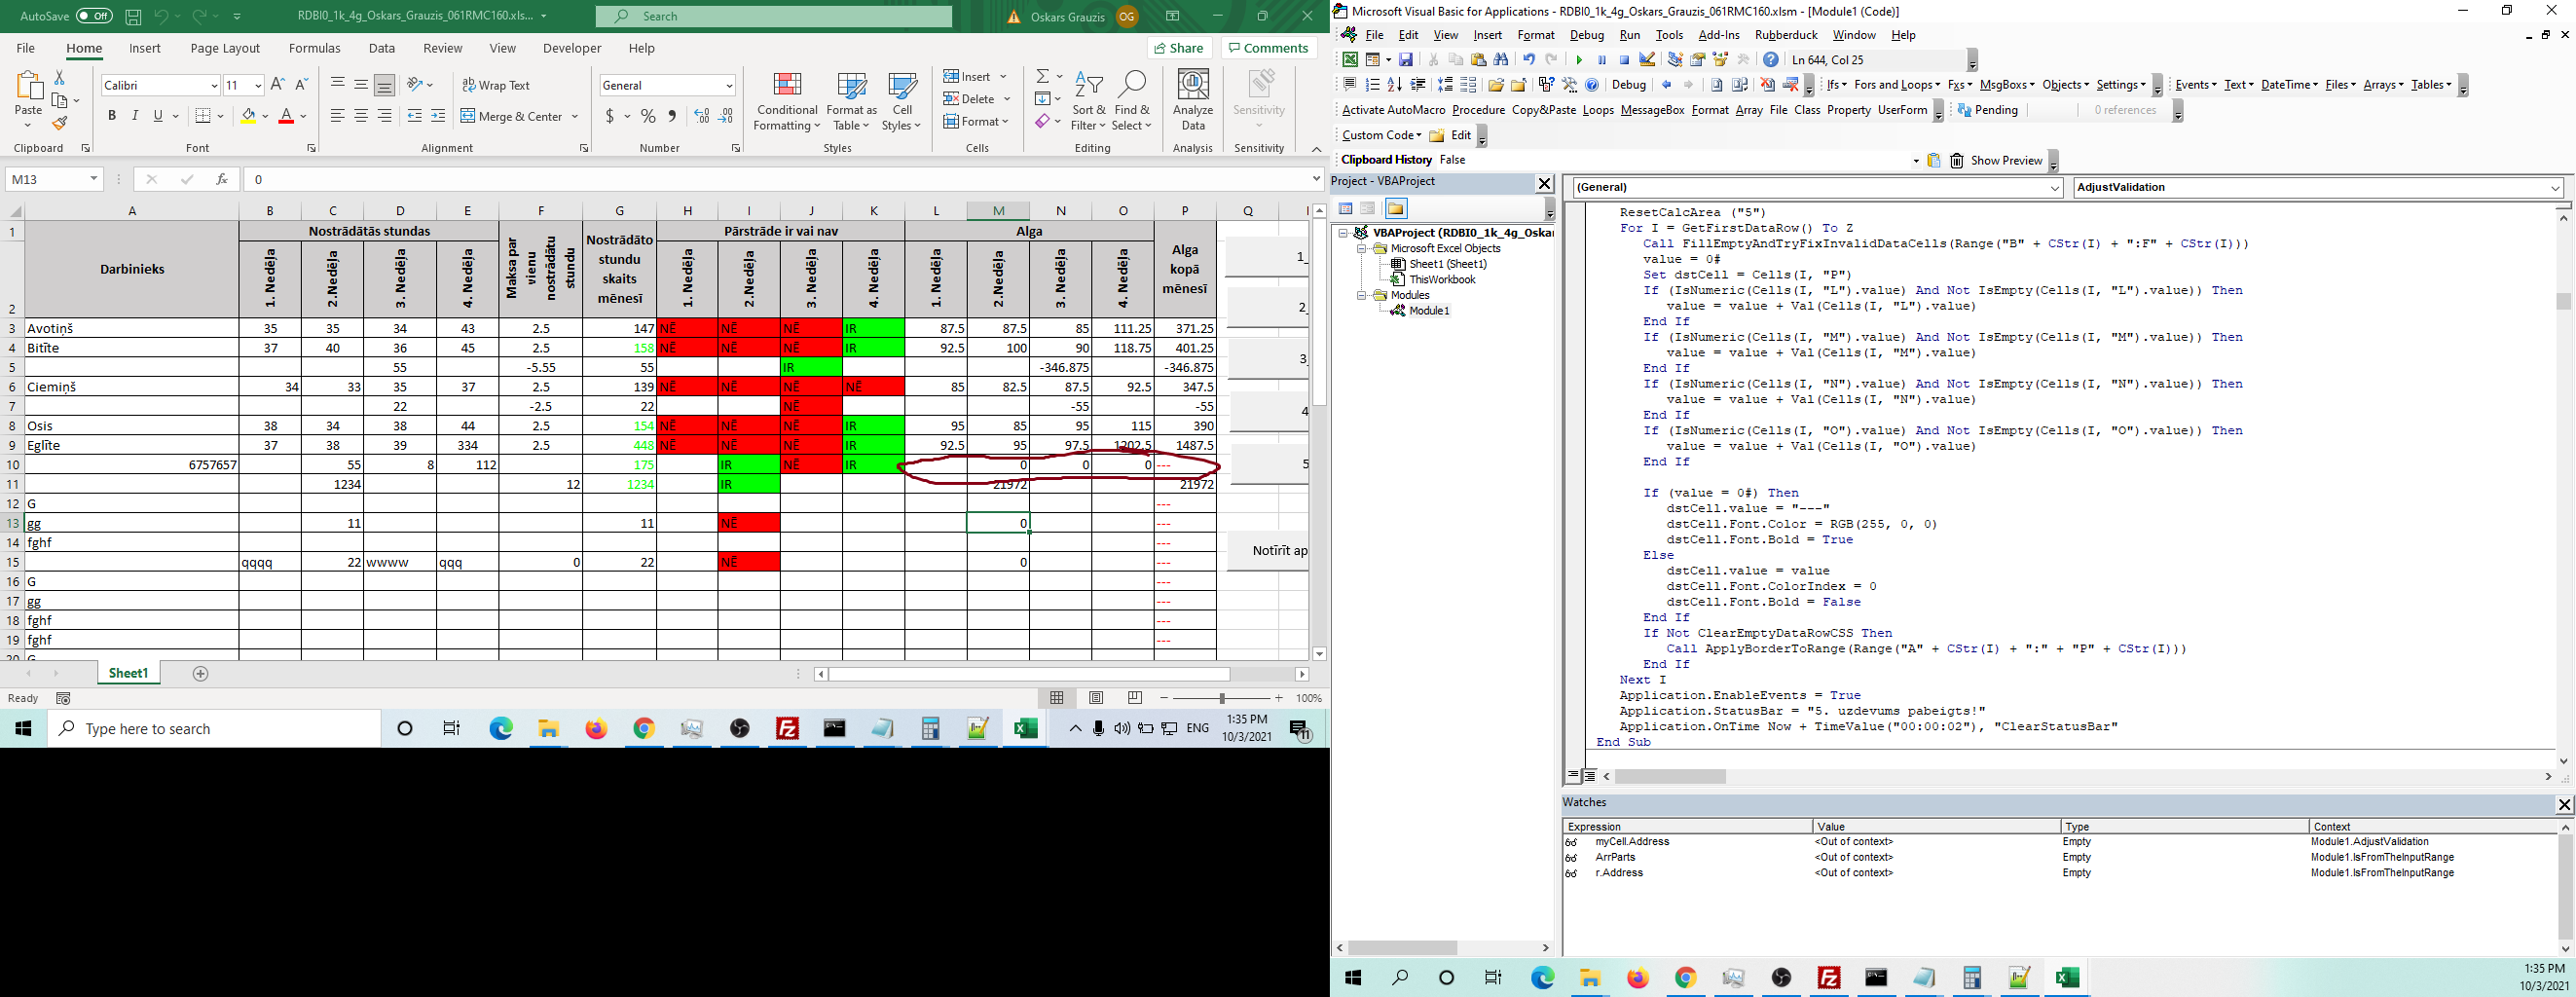 AutoSave Off RDBI0_1k_4g_Oskars_Grauzis_061RMC160.xls... Search Oskars Grauzis OG
File Home Insert Page Layout Formulas Data Review View Developer Help Share Comments
Calibri 11 Wrap Text General Insert
Paste Conditional Format as Cell Delete Sort & Find & Analyze Sensitivity
B I U Merge & Center $ % Formatting Table Styles Format Filter Select Data
Clipboard Font Alignment Number Styles Cells Editing Analysis Sensitivity
M13 fx 0
A B C D E F G H I J K L M N O P Q
1 Darbinieks Nostrādātās stundas Maksa par vienu nostrādātu stundu Nostrādāto stundu skaits mēnesī Pārstrāde ir vai nav Alga Alga kopā mēnesī
2 1. Nedēļa 2. Nedēļa 3. Nedēļa 4. Nedēļa 1. Nedēļa 2. Nedēļa 3. Nedēļa 4. Nedēļa 1. Nedēļa 2.Nedēļa 3. Nedēļa 4. Nedēļa
3 Avotiņš 35 35 34 43 2.5 147 NĒ NĒ NĒ IR 87.5 87.5 85 111.25 371.25
4 Bitīte 37 40 36 45 2.5 158 NĒ NĒ NĒ IR 92.5 100 90 118.75 401.25
5 55 -5.55 55 IR -346.875 -346.875
6 Ciemiņš 34 33 35 37 2.5 139 NĒ NĒ NĒ NĒ 85 82.5 87.5 92.5 347.5
7 22 -2.5 22 NĒ -55 -55
8 Osis 38 34 38 44 2.5 154 NĒ NĒ NĒ IR 95 85 95 115 390
9 Eglīte 37 38 39 334 2.5 448 NĒ NĒ NĒ IR 92.5 95 97.5 1202.5 1487.5
10 6757657 55 8 112 175 IR NĒ IR 0 0 0 ---
11 1234 12 1234 IR 21972 21972
12 G ---
13 gg 11 11 NĒ 0 ---
14 fghf ---
15 qqqq 22 wwww qqq 0 22 NĒ 0 ---
16 G ---
17 gg ---
18 fghf ---
19 fghf ---
20 G
1_
2_
3_
4
5
Notīrīt ap
Sheet1
Ready 100%
Type here to search ENG 1:35 PM 10/3/2021 11
Microsoft Visual Basic for Applications - RDBI0_1k_4g_Oskars_Grauzis_061RMC160.xlsm - [Module1 (Code)]
File Edit View Insert Format Debug Run Tools Add-Ins Rubberduck Window Help
Ln 644, Col 25
Debug Ifs Fors and Loops Fxs MsgBoxs Objects Settings Events Text DateTime Files Arrays Tables
Activate AutoMacro Procedure Copy&Paste Loops MessageBox Format Array File Class Property UserForm Pending 0 references
Custom Code Edit
Clipboard History False Show Preview
Project - VBAProject
VBAProject (RDBI0_1k_4g_Oskar
Microsoft Excel Objects
Sheet1 (Sheet1)
ThisWorkbook
Modules
Module1
(General) AdjustValidation
ResetCalcArea ("5")
For I = GetFirstDataRow() To Z
Call FillEmptyAndTryFixInvalidDataCells(Range("B" + CStr(I) + ":F" + CStr(I)))
value = 0#
Set dstCell = Cells(I, "P")
If (IsNumeric(Cells(I, "L").value) And Not IsEmpty(Cells(I, "L").value)) Then
value = value + Val(Cells(I, "L").value)
End If
If (IsNumeric(Cells(I, "M").value) And Not IsEmpty(Cells(I, "M").value)) Then
value = value + Val(Cells(I, "M").value)
End If
If (IsNumeric(Cells(I, "N").value) And Not IsEmpty(Cells(I, "N").value)) Then
value = value + Val(Cells(I, "N").value)
End If
If (IsNumeric(Cells(I, "O").value) And Not IsEmpty(Cells(I, "O").value)) Then
value = value + Val(Cells(I, "O").value)
End If
If (value = 0#) Then
dstCell.value = "---"
dstCell.Font.Color = RGB(255, 0, 0)
dstCell.Font.Bold = True
Else
dstCell.value = value
dstCell.Font.ColorIndex = 0
dstCell.Font.Bold = False
End If
If Not ClearEmptyDataRowCSS Then
Call ApplyBorderToRange(Range("A" + CStr(I) + ":" + "P" + CStr(I)))
End If
Next I
Application.EnableEvents = True
Application.StatusBar = "5. uzdevums pabeigts!"
Application.OnTime Now + TimeValue("00:00:02"), "ClearStatusBar"
End Sub
Watches
Expression Value Type Context
myCell.Address <Out of context> Empty Module1.AdjustValidation
ArrParts <Out of context> Empty Module1.IsFromTheInputRange
r.Address <Out of context> Empty Module1.IsFromTheInputRange
1:35 PM
10/3/2021